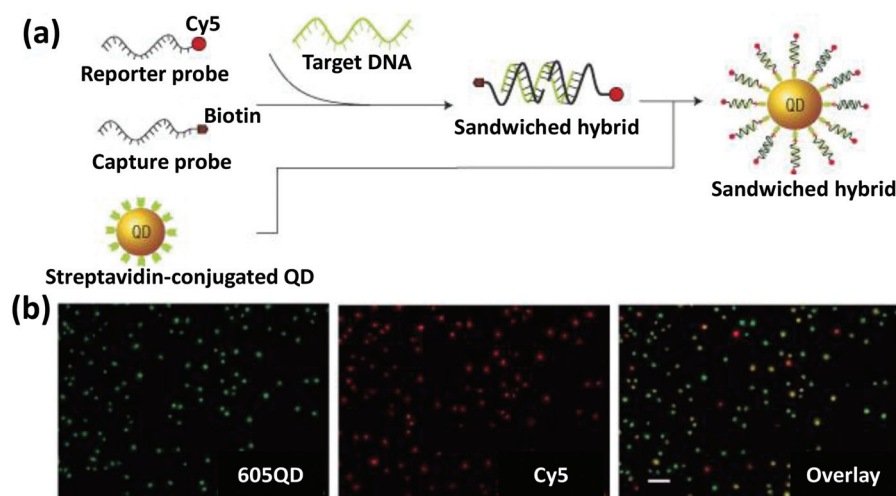 (a)
Cy5
Reporter probe
Target DNA
Biotin
Capture probe
Sandwiched hybrid
QD
Sandwiched hybrid
QD
Streptavidin-conjugated QD
(b)
605QD
Cy5
Overlay